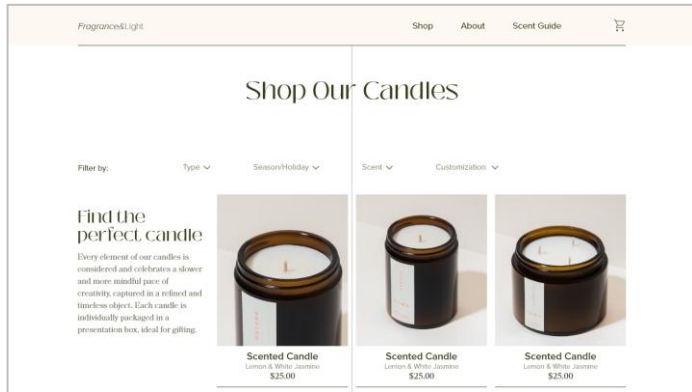 Fragrance&Light
Shop About Scent Guide
Shop Our Candles
Filter by: Type Season/Holiday Scent Customization
Find the
perfect candle
Every element of our candles is
considered and celebrates a slower
and more mindful pace of
creativity, captured in a refined and
timeless object. Each candle is
individually packaged in a
presentation box, ideal for gifting.
Scented Candle
Lemon & White Jasmine
$25.00
Scented Candle
Lemon & White Jasmine
$25.00
Scented Candle
Lemon & White Jasmine
$25.00